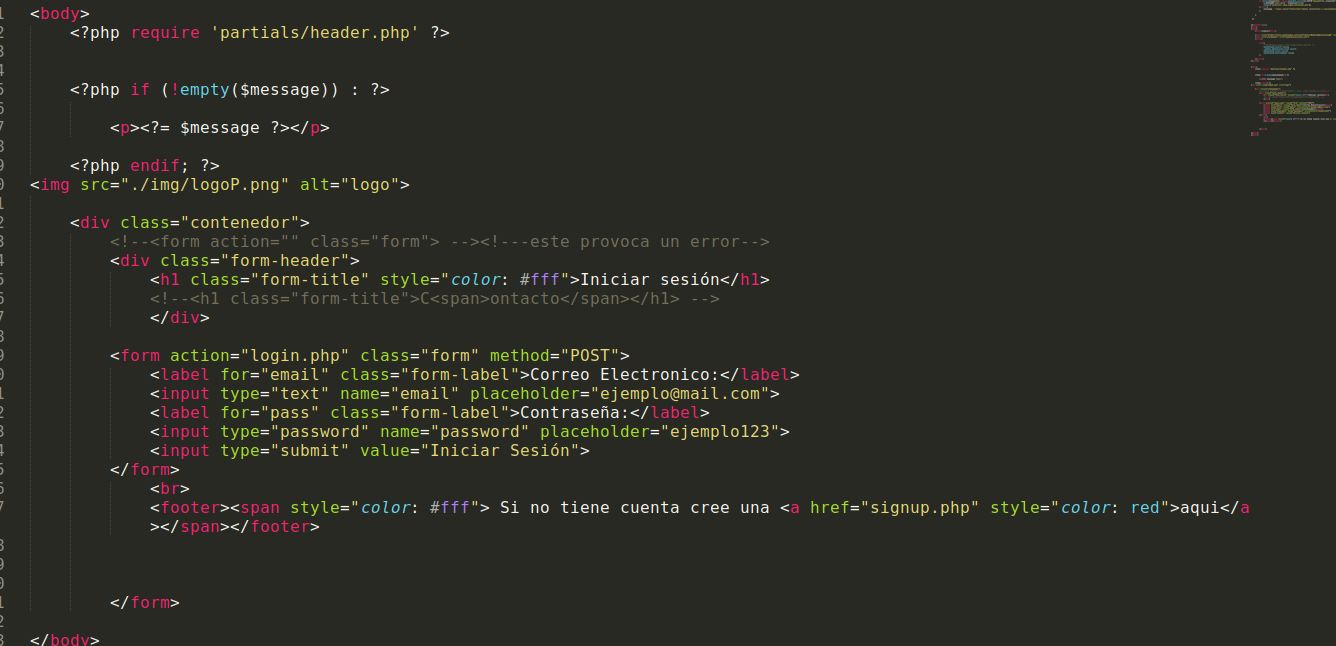 <body>
<?php require 'partials/header.php' ?>
<?php if (!empty($message)) : ?>
<p><?= $message ?></p>
<?php endif; ?>
<img src="./img/logoP.png" alt="logo">
<div class="contenedor">
<!--<form action="" class="form"> --><!---este provoca un error-->
<div class="form-header">
<h1 class="form-title" style="color: #fff">Iniciar sesión</h1>
<!--<h1 class="form-title">C<span>ontacto</span></h1> -->
</div>
<form action="login.php" class="form" method="POST">
<label for="email" class="form-label">Correo Electronico:</label>
<input type="text" name="email" placeholder="ejemplo@mail.com">
<label for="pass" class="form-label">Contraseña:</label>
<input type="password" name="password" placeholder="ejemplo123">
<input type="submit" value="Iniciar Sesión">
</form>
<br>
<footer><span style="color: #fff"> Si no tiene cuenta cree una <a href="signup.php" style="color: red">aqui</a
></span></footer>
</form>
</body>